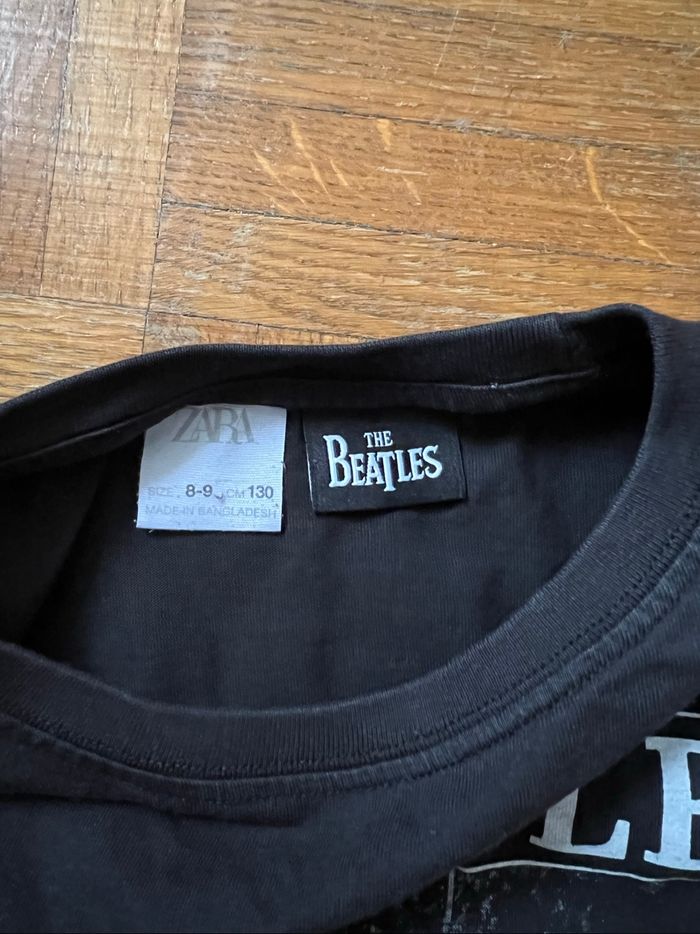 ZARA
SIZE 8-9 CM 130
MADE IN BANGLADESH
THE
BEATLES
LE